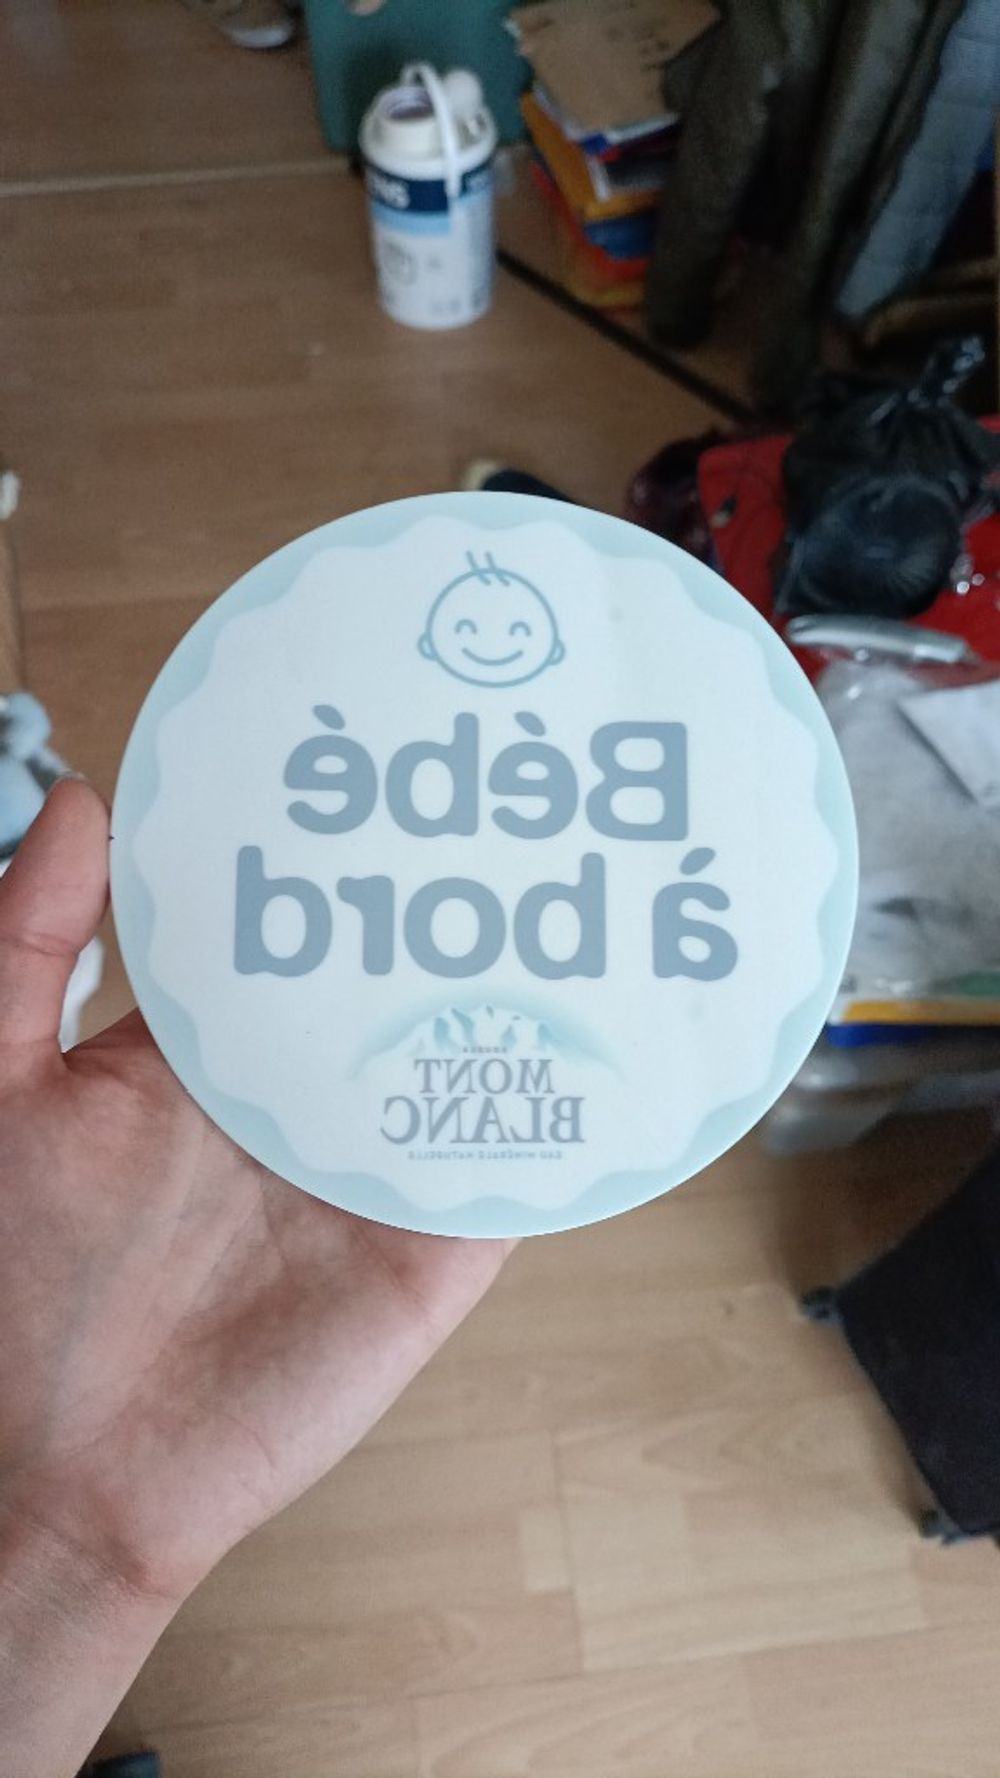 Bébé
à bord
MONT
BLANC
EAU MINÉRALE NATURELLE